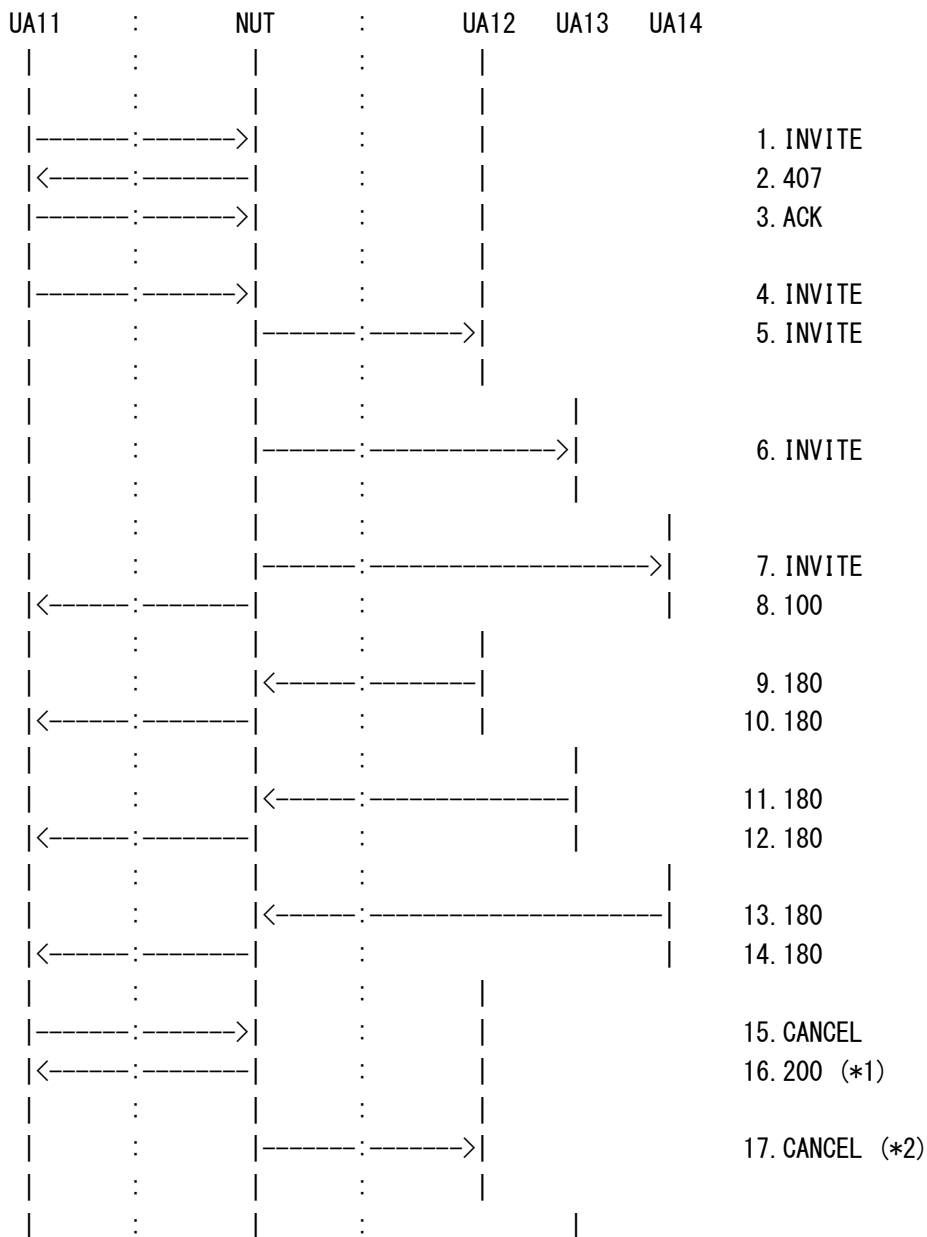 UA11 : NUT : UA12 UA13 UA14
| : | : |
| : | : |
|-------:------->| : | 1. INVITE
|<------:--------| : | 2. 407
|-------:------->| : | 3. ACK
| : | : |
|-------:------->| : | 4. INVITE
| : |-------:------->| 5. INVITE
| : | : |
| : | : |
| : |-------:-------------->| 6. INVITE
| : | : |
| : | : |
| : |-------:--------------------->| 7. INVITE
|<------:--------| : | 8. 100
| : | : |
| : |<------:--------| 9. 180
|<------:--------| : | 10. 180
| : | : |
| : |<------:---------------| 11. 180
|<------:--------| : | 12. 180
| : | : |
| : |<------:----------------------| 13. 180
|<------:--------| : | 14. 180
| : | : |
|-------:------->| : | 15. CANCEL
|<------:--------| : | 16. 200 (*1)
| : | : |
| : |-------:------->| 17. CANCEL (*2)
| : | : |
| : | : |